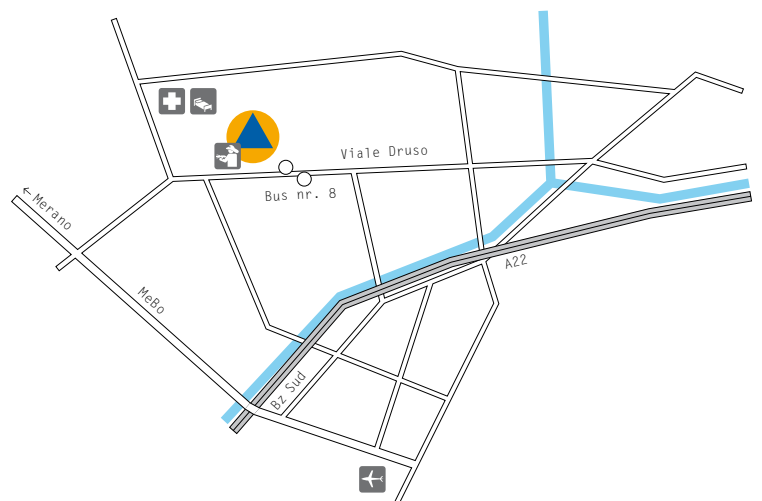 Viale Druso
Bus nr. 8
← Merano
A22
MeBo
Bz Sud